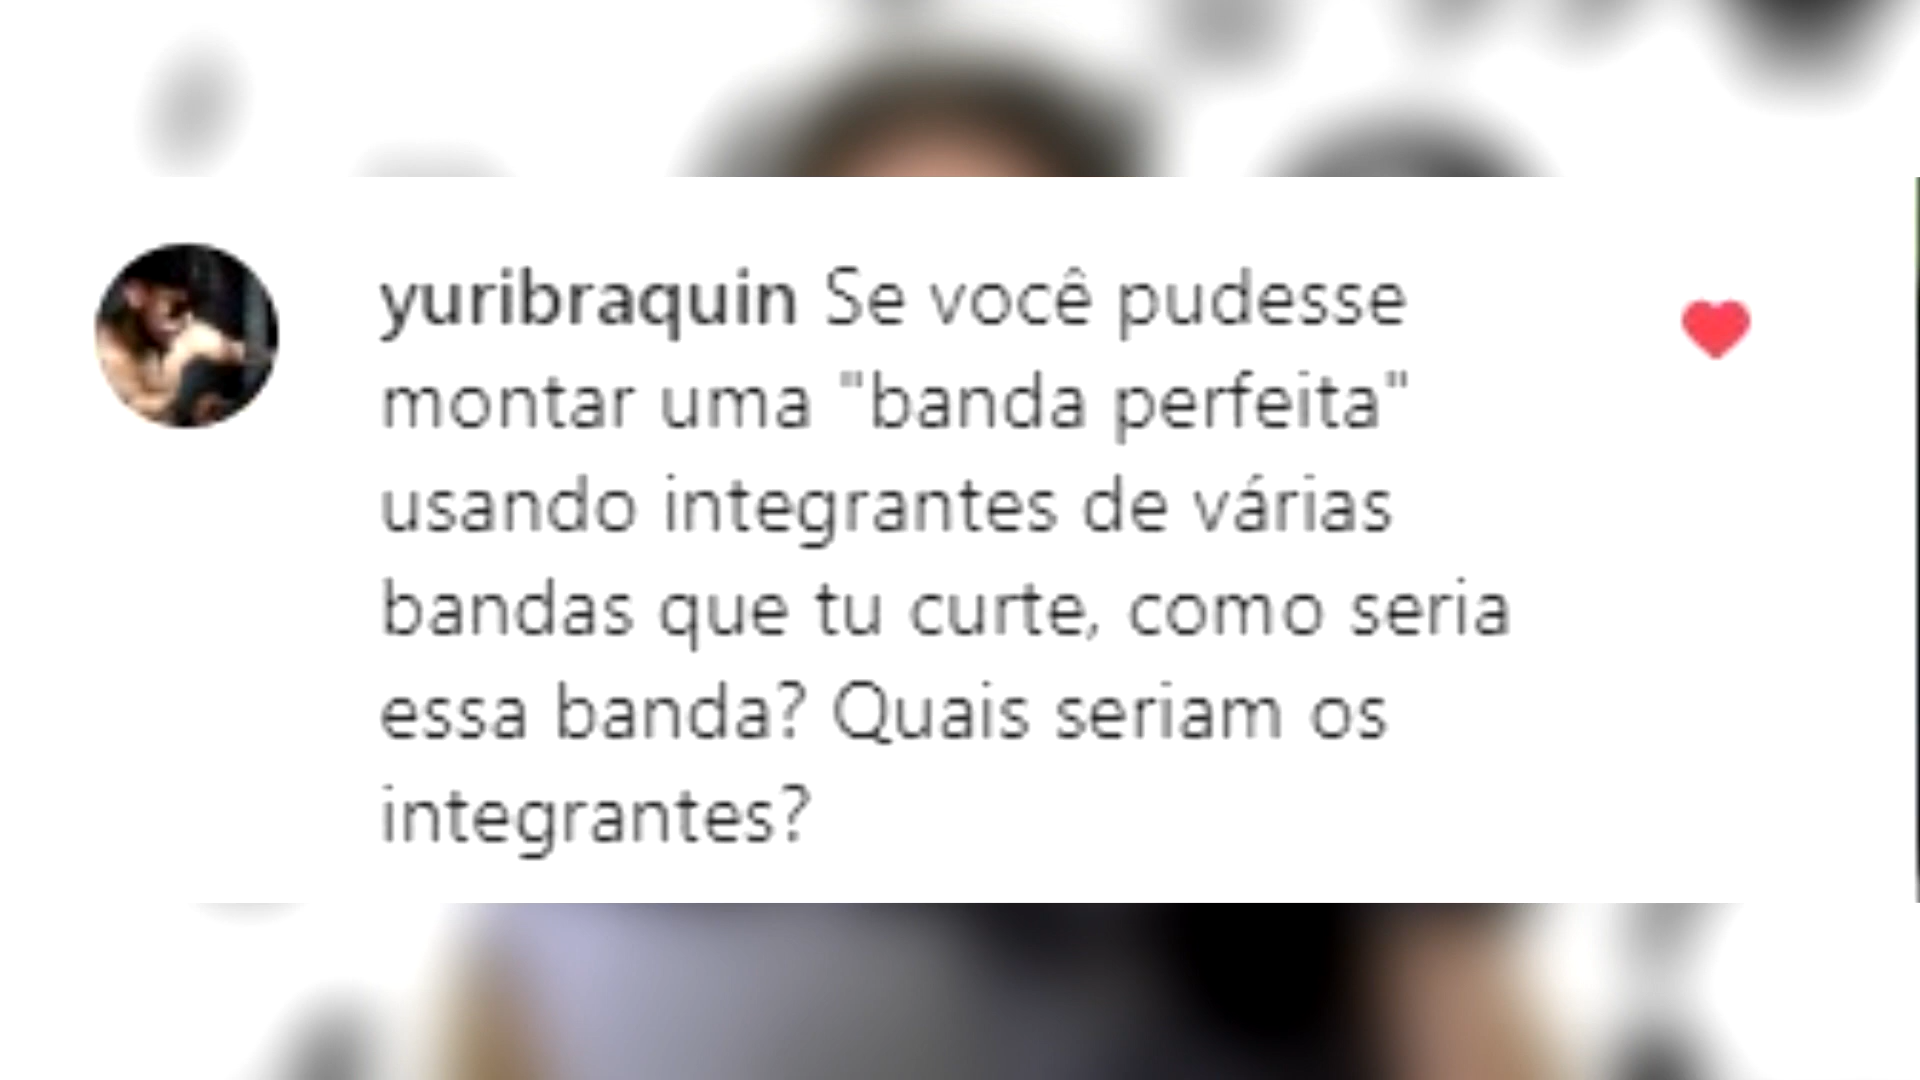 yuribraquin Se você pudesse
montar uma "banda perfeita"
usando integrantes de várias
bandas que tu curte, como seria
essa banda? Quais seriam os
integrantes?